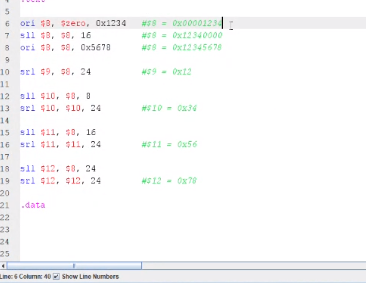 4
5
6 ori $8, $zero, 0x1234 #$8 = 0x00001234
7 sll $8, $8, 16 #$8 = 0x12340000
8 ori $8, $8, 0x5678 #$8 = 0x12345678
9
10 srl $9, $8, 24 #$9 = 0x12
11
12 sll $10, $8, 8
13 srl $10, $10, 24 #$10 = 0x34
14
15 sll $11, $8, 16
16 srl $11, $11, 24 #$11 = 0x56
17
18 sll $12, $8, 24
19 srl $12, $12, 24 #$12 = 0x78
20
21 .data
22
23
24
25
Line: 6 Column: 40 Show Line Numbers